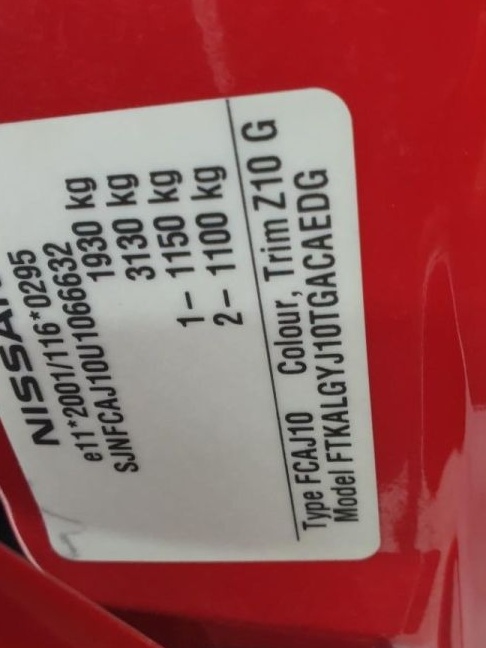 NISSAN
e11*2001/116*0295
SJNFCAJ10U1066632
1930 kg
3130 kg
1- 1150 kg
2- 1100 kg
Type FCAJ10 Colour, Trim Z10 G
Model FTKALGYJ10TGACAEDG